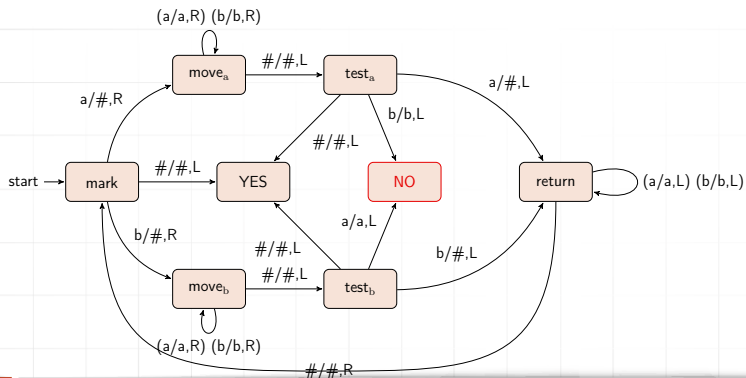 (a/a,R) (b/b,R)
move_a
#/#,L
test_a
a/#,R
a/#,L
b/b,L
#/#,L
start
mark
#/#,L
YES
NO
return
(a/a,L) (b/b,L)
b/#,R
a/a,L
#/#,L
b/#,L
move_b
#/#,L
test_b
(a/a,R) (b/b,R)
#/#,R